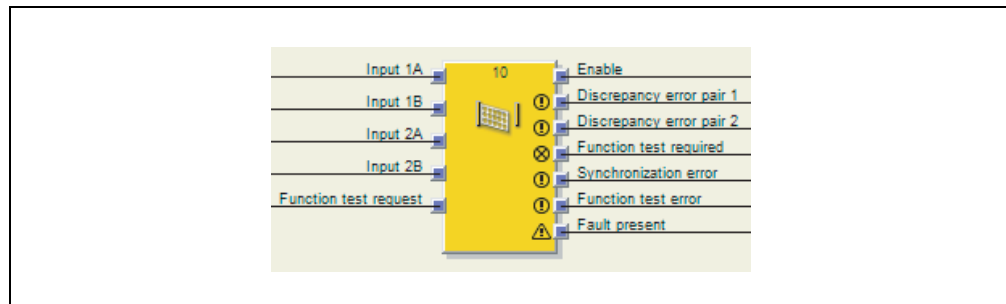 Input 1A
Input 1B
Input 2A
Input 2B
Function test request
10
Enable
Discrepancy error pair 1
Discrepancy error pair 2
Function test required
Synchronization error
Function test error
Fault present